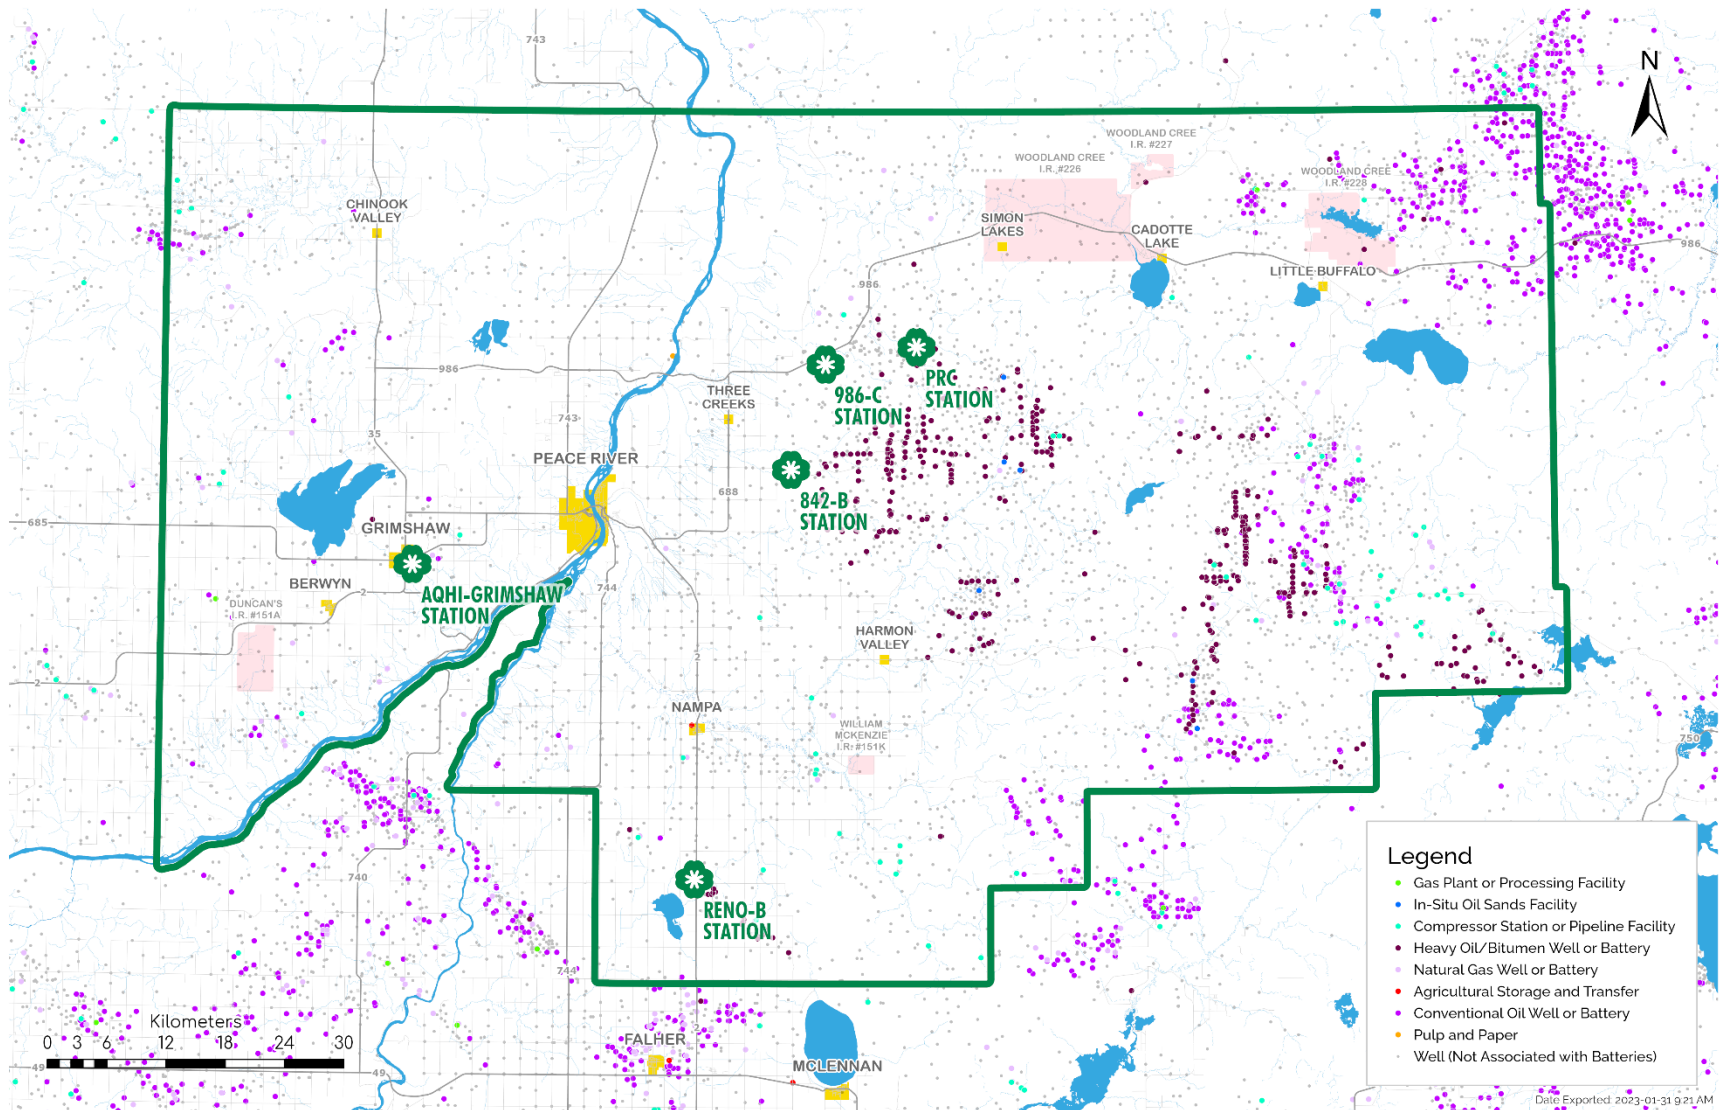 743
N
WOODLAND CREE
I.R. #227
WOODLAND CREE
I.R. #226
WOODLAND CREE
I.R. #228
CHINOOK
VALLEY
SIMON
LAKES
CADOTTE
LAKE
986
LITTLE BUFFALO
986
986
THREE
CREEKS
986-C
STATION
PRC
STATION
743
35
PEACE RIVER
688
842-B
STATION
685
GRIMSHAW
BERWYN
2
744
AQHI-GRIMSHAW
STATION
DUNCAN'S
I.R. #151A
HARMON
VALLEY
2
2
NAMPA
WILLIAM
MCKENZIE
I.R. #151K
750
740
RENO-B
STATION
744
Legend
Gas Plant or Processing Facility
In-Situ Oil Sands Facility
Compressor Station or Pipeline Facility
Heavy Oil/Bitumen Well or Battery
Natural Gas Well or Battery
Agricultural Storage and Transfer
Conventional Oil Well or Battery
Pulp and Paper
Well (Not Associated with Batteries)
Kilometers
0 3 6 12 18 24 30
2
FALHER
MCLENNAN
49
49
Date Exported: 2023-01-31 9:21 AM